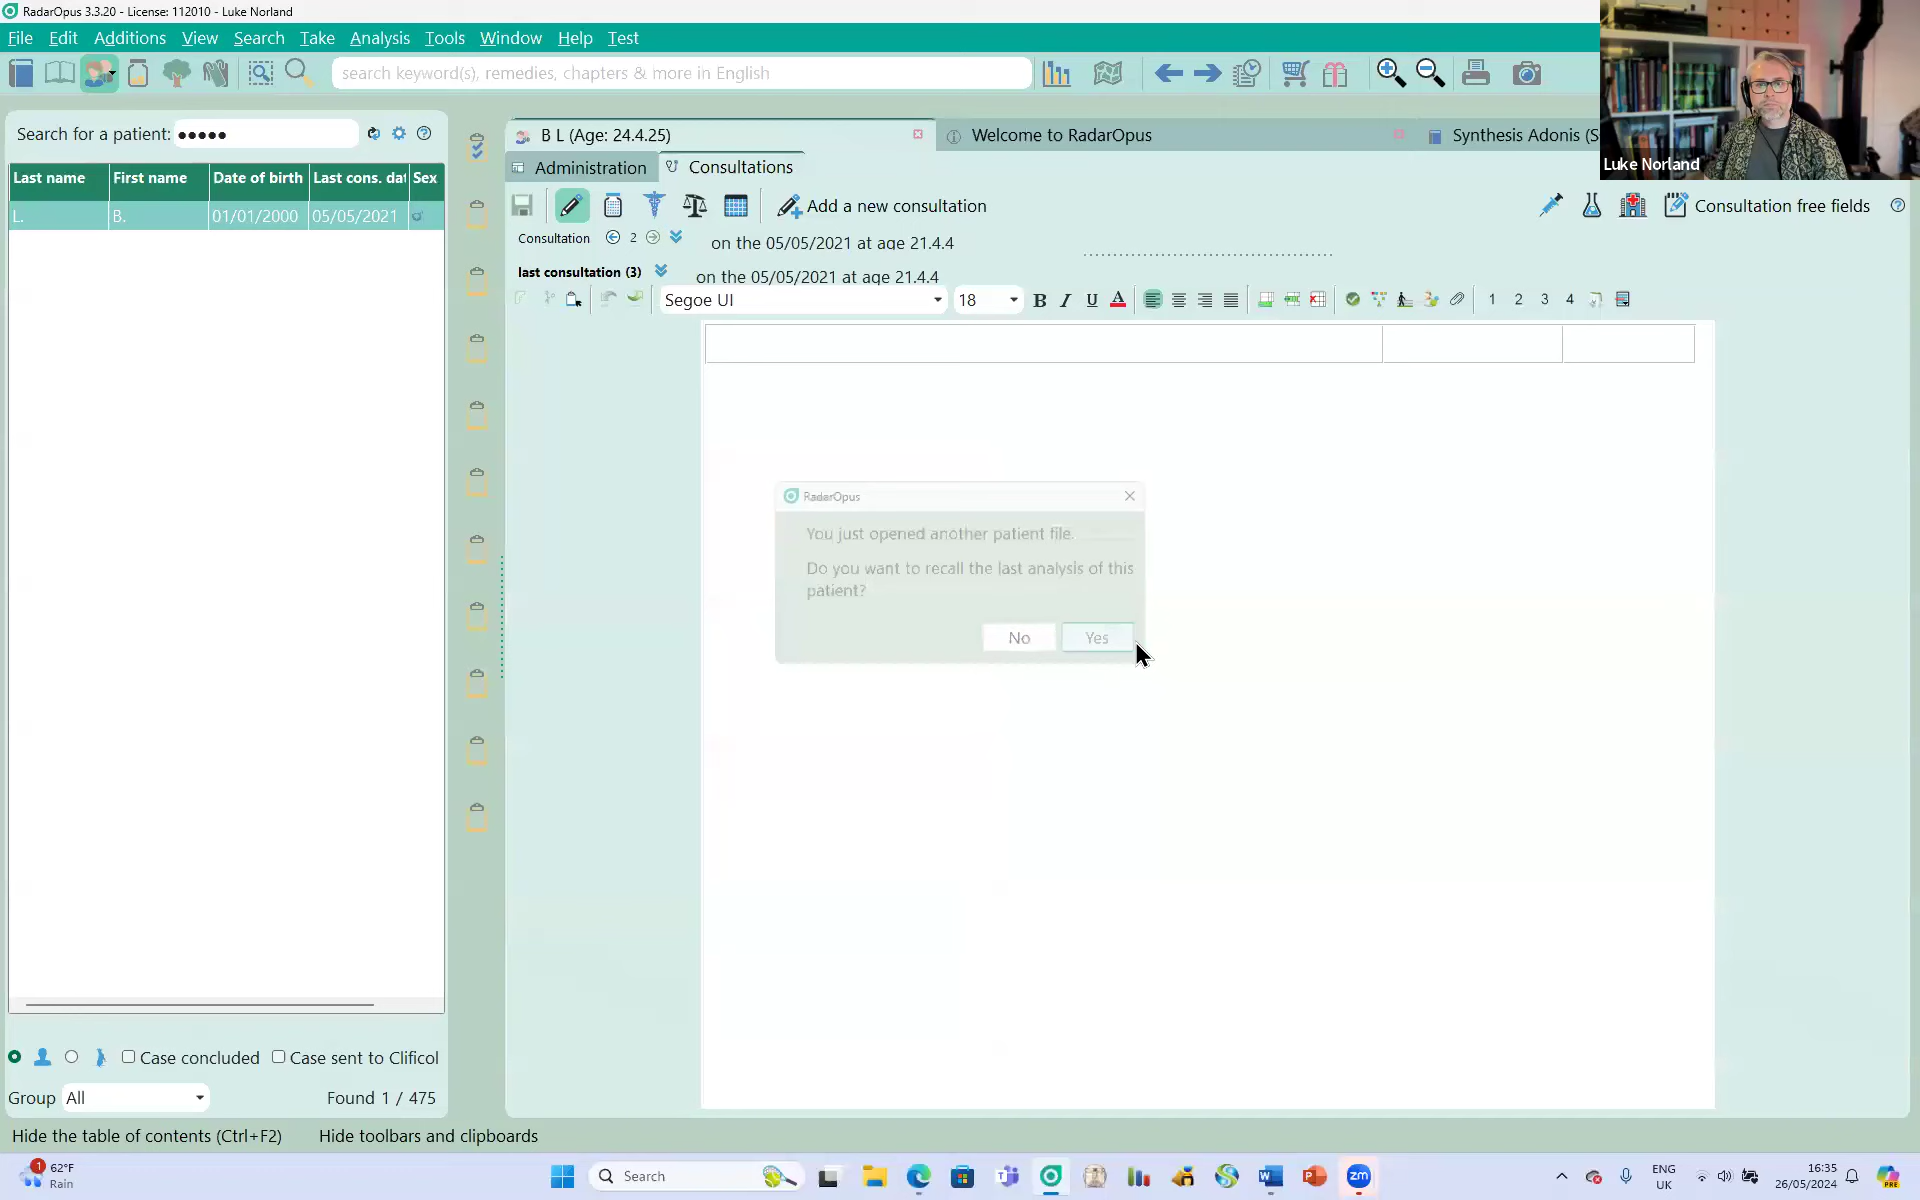 RadarOpus 3.3.20 - License: 112010 - Luke Norland
File Edit Additions View Search Take Analysis Tools Window Help Test
search keyword(s), remedies, chapters & more in English
Luke Norland
Search for a patient: ●●●●●
Last name First name Date of birth Last cons. dat Sex
L. B. 01/01/2000 05/05/2021
B L (Age: 24.4.25) Welcome to RadarOpus Synthesis Adonis (S
Administration Consultations
Add a new consultation Consultation free fields
Consultation 2 on the 05/05/2021 at age 21.4.4
last consultation (3) on the 05/05/2021 at age 21.4.4
Segoe UI 18 B I U A 1 2 3 4
RadarOpus
You just opened another patient file.
Do you want to recall the last analysis of this
patient?
No Yes
Case concluded Case sent to Clificol
Group All Found 1 / 475
Hide the table of contents (Ctrl+F2) Hide toolbars and clipboards
1 62°F
Rain
Search
ENG
UK
16:35
26/05/2024
zm
PRE